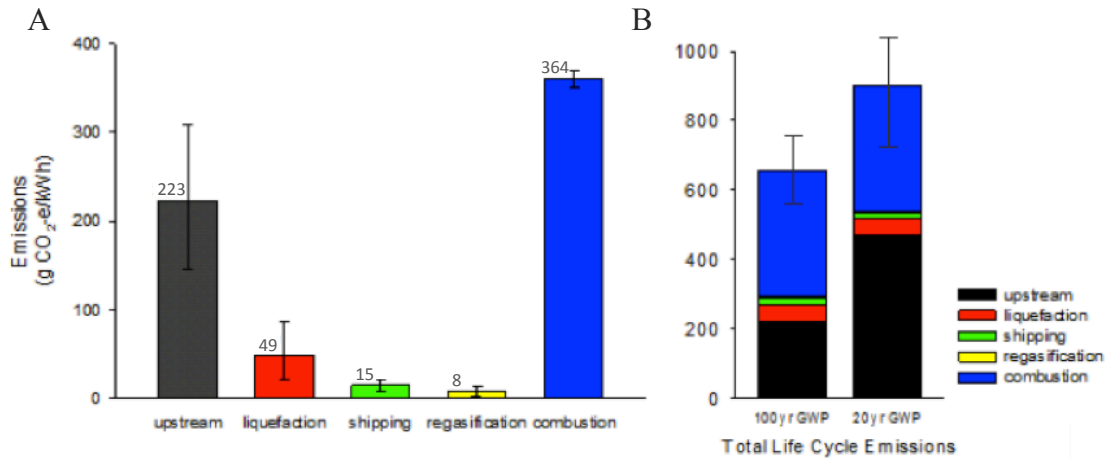 A
400
300
200
100
0
Emissions
(g CO2-e/kWh)
223
49
15
8
364
upstream
liquefaction
shipping
regasification
combustion
B
1000
800
600
400
200
0
100 yr GWP
20 yr GWP
Total Life Cycle Emissions
upstream
liquefaction
shipping
regasification
combustion